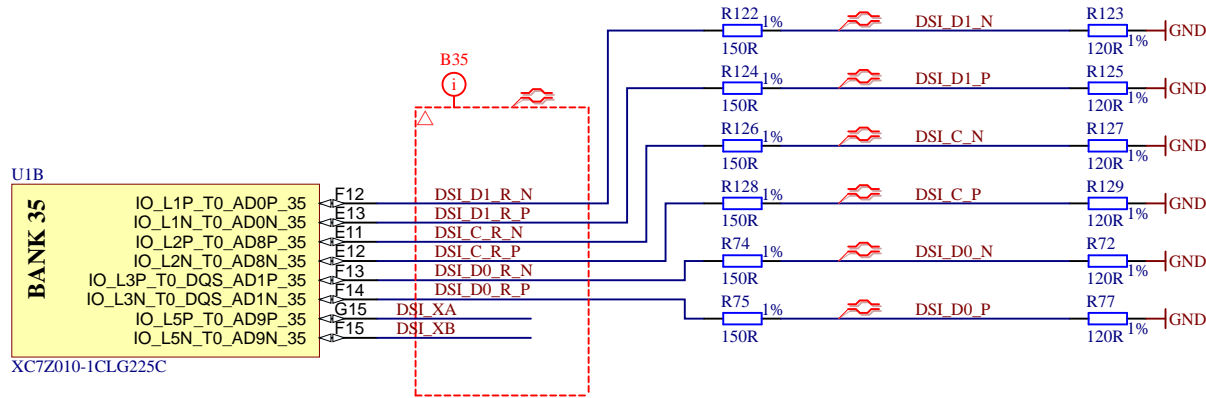 R122 1% DSI_D1_N R123
150R 120R 1% GND
B35
i
R124 1% DSI_D1_P R125
150R 120R 1% GND
R126 1% DSI_C_N R127
150R 120R 1% GND
U1B
BANK 35
IO_L1P_T0_AD0P_35 F12 DSI_D1_R_N
R128 1% DSI_C_P R129
150R 120R 1% GND
IO_L1N_T0_AD0N_35 E13 DSI_D1_R_P
IO_L2P_T0_AD8P_35 E11 DSI_C_R_N
IO_L2N_T0_AD8N_35 E12 DSI_C_R_P
R74 1% DSI_D0_N R72
150R 120R 1% GND
IO_L3P_T0_DQS_AD1P_35 F13 DSI_D0_R_N
IO_L3N_T0_DQS_AD1N_35 F14 DSI_D0_R_P
R75 1% DSI_D0_P R77
150R 120R 1% GND
IO_L5P_T0_AD9P_35 G15 DSI_XA
IO_L5N_T0_AD9N_35 F15 DSI_XB
XC7Z010-1CLG225C